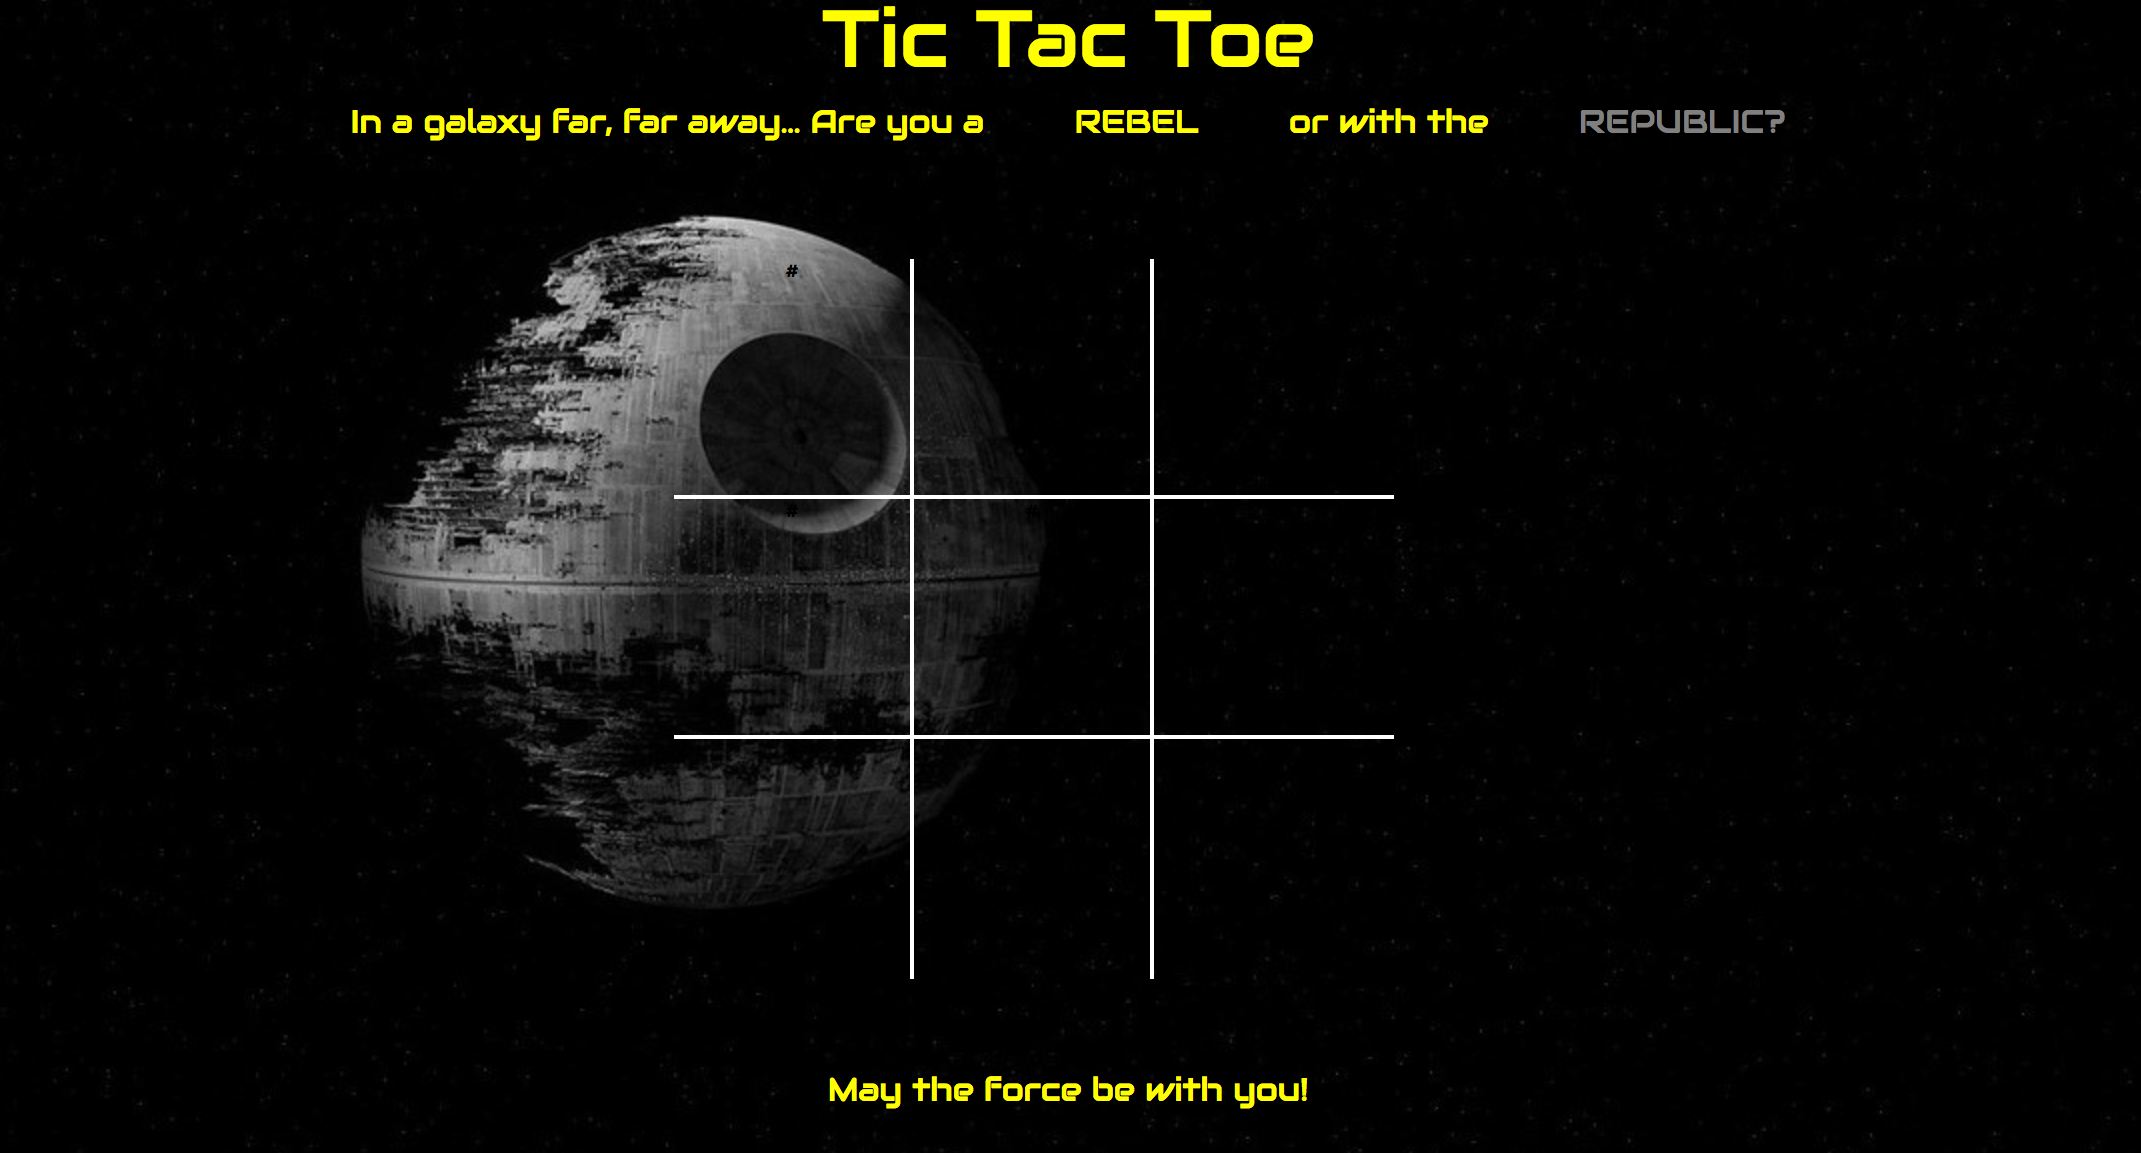 Tic Tac Toe
In a galaxy far, far away... Are you a REBEL or with the REPUBLIC?
#
# #
May the force be with you!